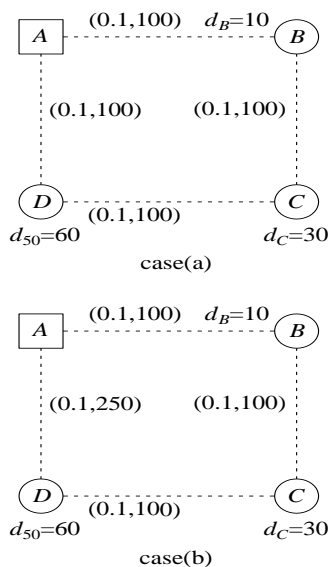 (0.1,100) d_B=10
A B
(0.1,100) (0.1,100)
D C
(0.1,100)
d_50=60 d_C=30
case(a)
(0.1,100) d_B=10
A B
(0.1,250) (0.1,100)
D C
(0.1,100)
d_50=60 d_C=30
case(b)